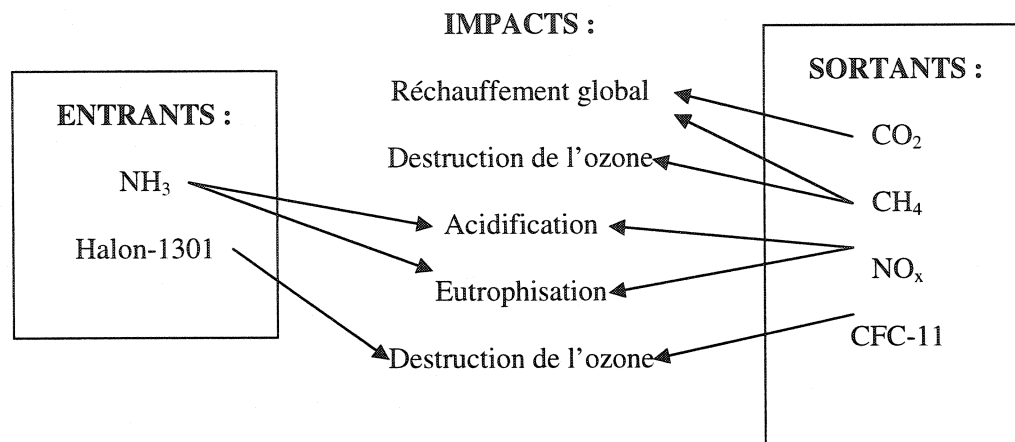 IMPACTS :
ENTRANTS :
NH₃
Halon-1301
Réchauffement global
Destruction de l'ozone
Acidification
Eutrophisation
Destruction de l'ozone
SORTANTS :
CO₂
CH₄
NOₓ
CFC-11